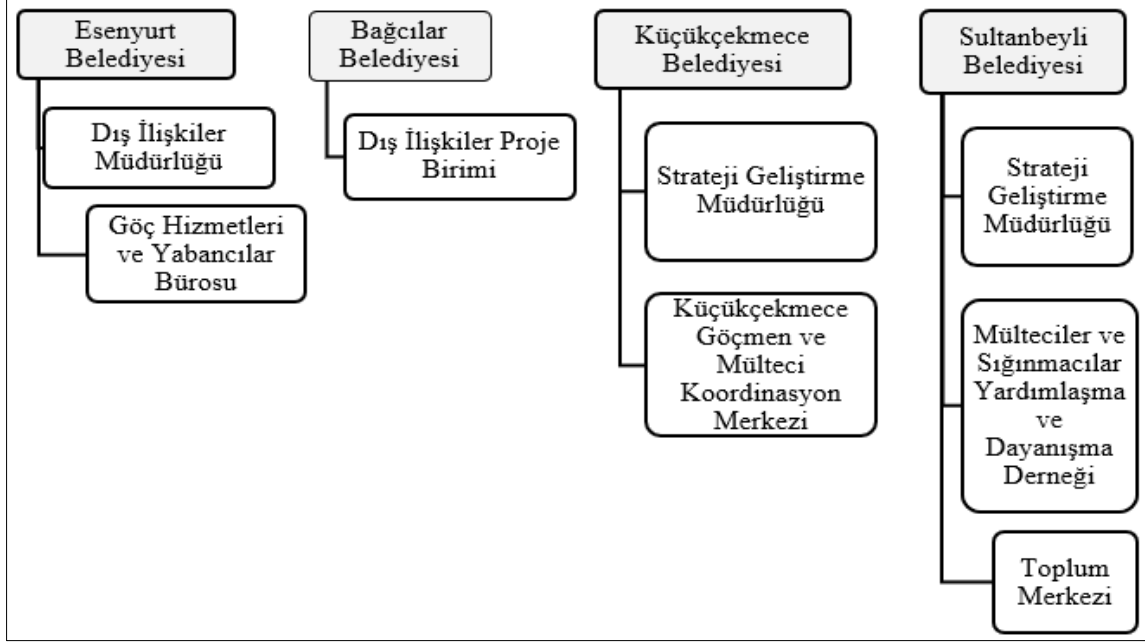 Esenyurt
Belediyesi
Dış İlişkiler
Müdürlüğü
Göç Hizmetleri
ve Yabancılar
Bürosu
Bağcılar
Belediyesi
Dış İlişkiler Proje
Birimi
Küçükçekmece
Belediyesi
Strateji Geliştirme
Müdürlüğü
Küçükçekmece
Göçmen ve
Mülteci
Koordinasyon
Merkezi
Sultanbeyli
Belediyesi
Strateji
Geliştirme
Müdürlüğü
Mülteciler ve
Sığınmacılar
Yardımlaşma
ve
Dayanışma
Derneği
Toplum
Merkezi